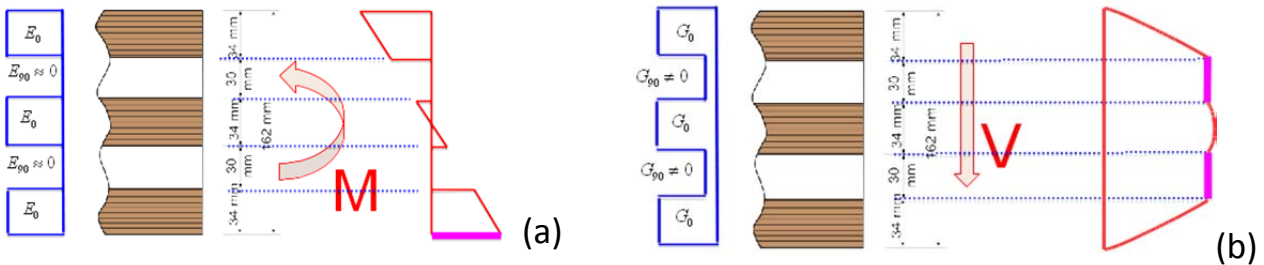 E₀
E₉₀ ≈ 0
E₀
E₉₀ ≈ 0
E₀
34 mm
30 mm
34 mm
30 mm
34 mm
162 mm
M
(a)
G₀
G₉₀ ≠ 0
G₀
G₉₀ ≠ 0
G₀
34 mm
30 mm
34 mm
30 mm
34 mm
162 mm
V
(b)